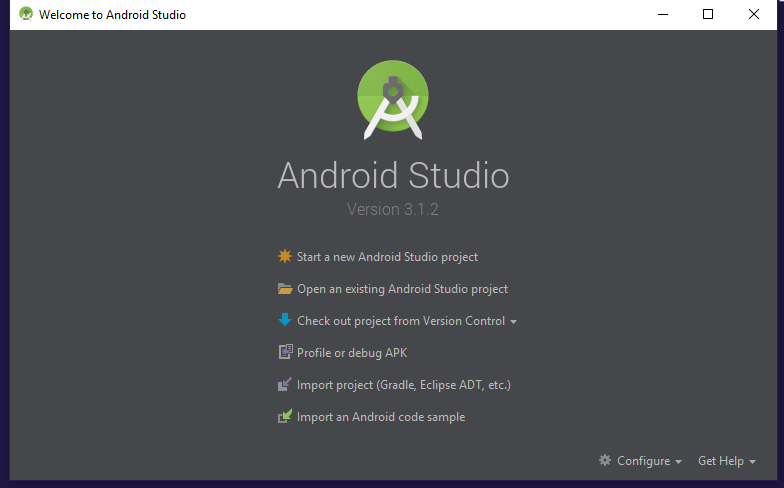 Welcome to Android Studio
Android Studio
Version 3.1.2
Start a new Android Studio project
Open an existing Android Studio project
Check out project from Version Control
Profile or debug APK
Import project (Gradle, Eclipse ADT, etc.)
Import an Android code sample
Configure Get Help